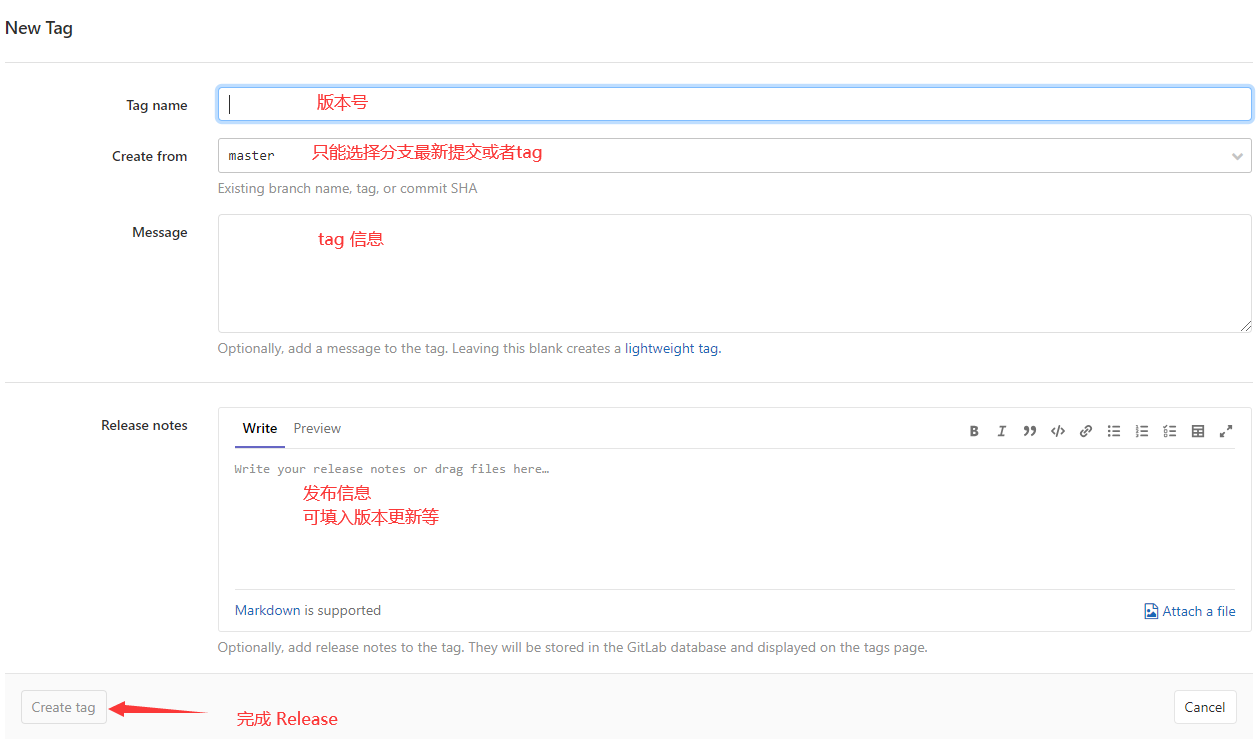 New Tag
Tag name
版本号
Create from
master
只能选择分支最新提交或者tag
Existing branch name, tag, or commit SHA
Message
tag 信息
Optionally, add a message to the tag. Leaving this blank creates a lightweight tag.
Release notes
Write Preview
Write your release notes or drag files here…
发布信息
可填入版本更新等
Markdown is supported
Attach a file
Optionally, add release notes to the tag. They will be stored in the GitLab database and displayed on the tags page.
Create tag
完成 Release
Cancel